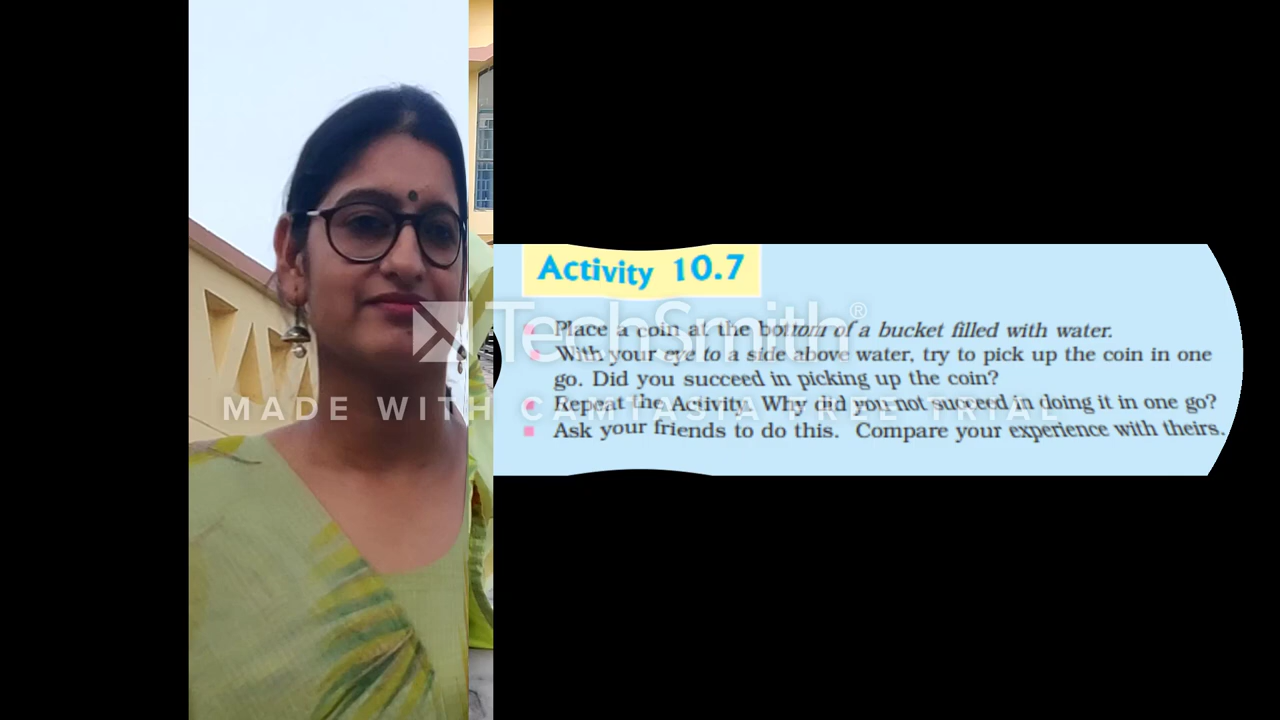 Activity 10.7
Place a coin at the bottom of a bucket filled with water.
With your eye to a side above water, try to pick up the coin in one
go. Did you succeed in picking up the coin?
Repeat the Activity. Why did you not succeed in doing it in one go?
Ask your friends to do this. Compare your experience with theirs.
TechSmith®
MADE WITH CAMTASIA FREE TRIAL